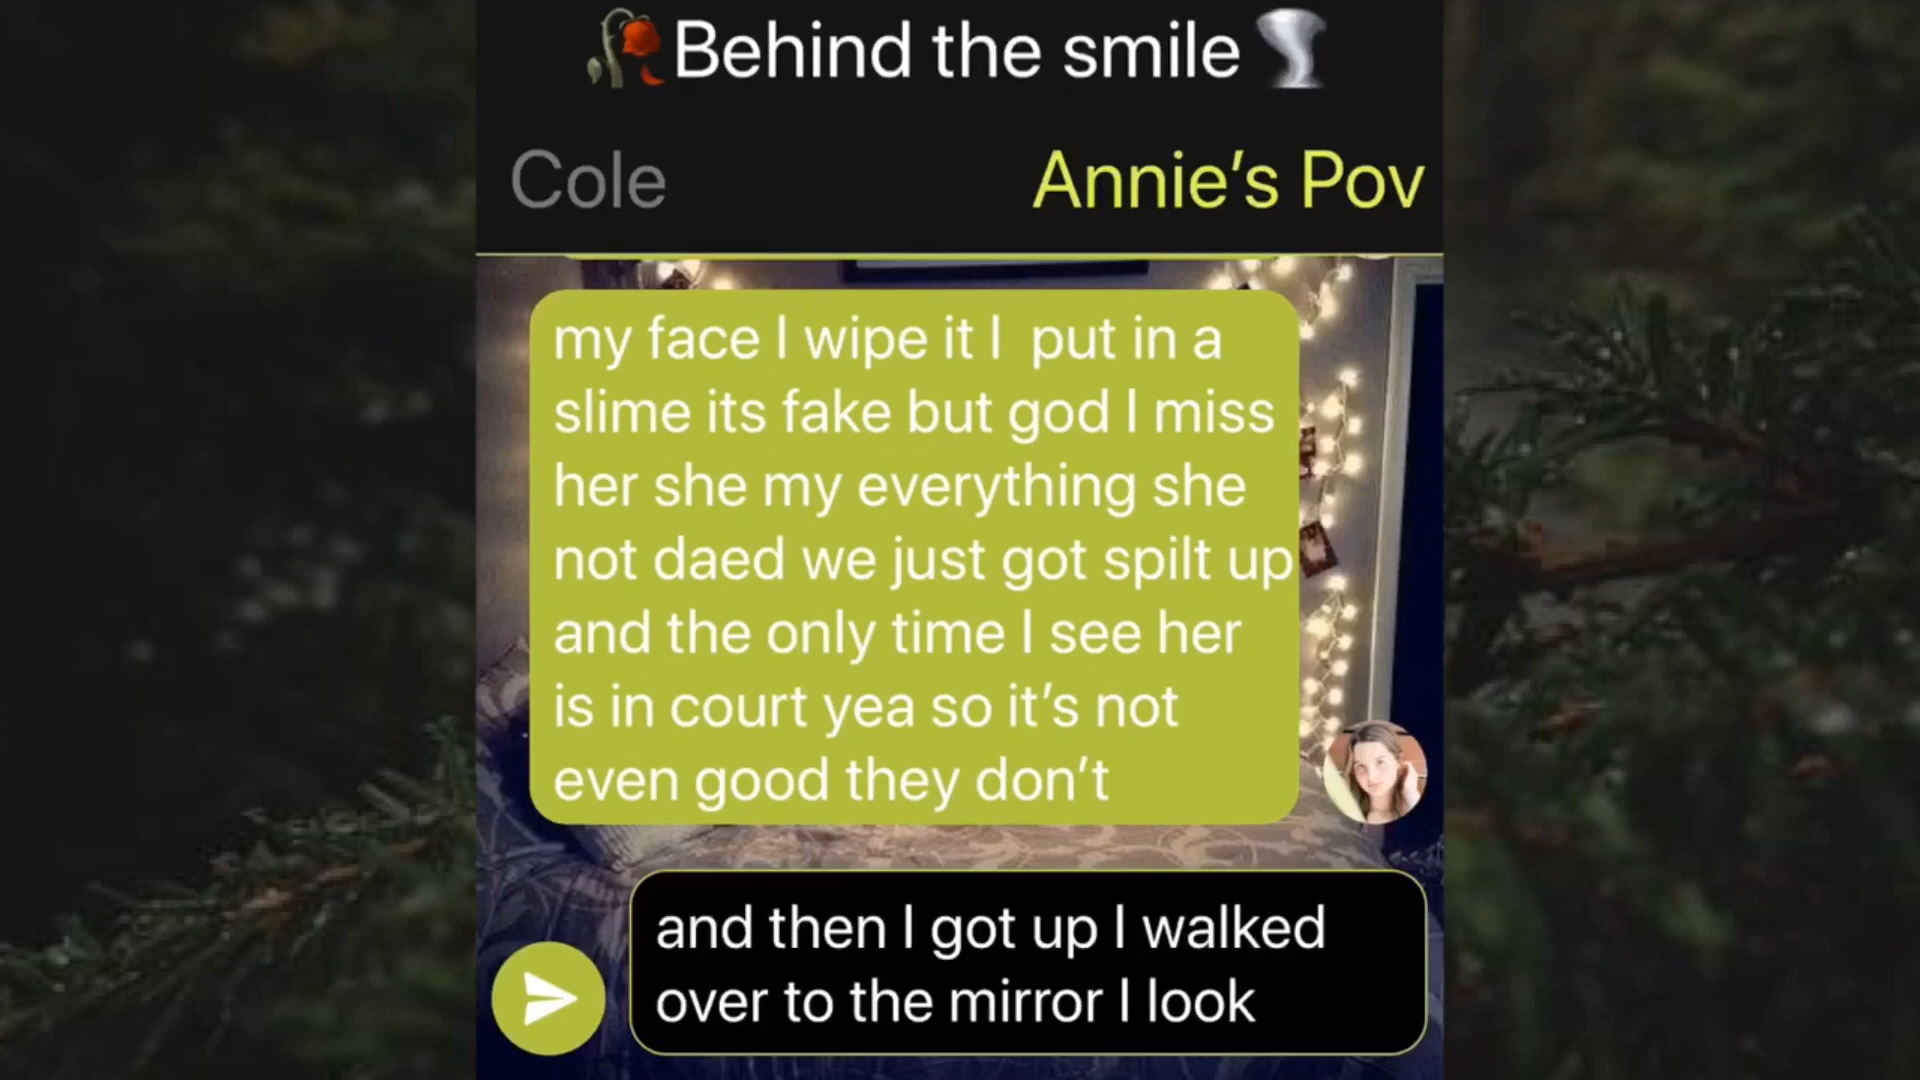 🥀Behind the smile🌪
Cole
Annie’s Pov
my face I wipe it I  put in a
slime its fake but god I miss
her she my everything she
not daed we just got spilt up
and the only time I see her
is in court yea so it’s not
even good they don’t
and then I got up I walked
over to the mirror I look